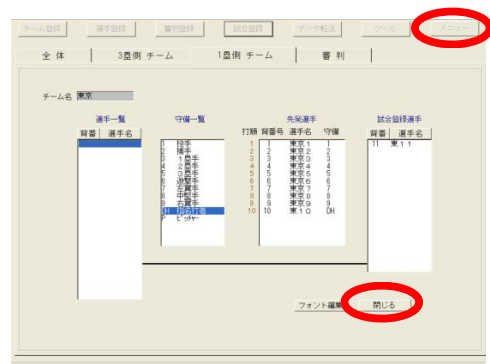 チーム登録 選手登録 審判登録 試合登録 データ転送 ツール メニュー
全 体 3塁側 チーム 1塁側 チーム 審 判
チーム名 東京
選手一覧 守備一覧 先発選手 試合登録選手
背番 選手名 打順 背番号 選手名 守備 背番 選手名
1 投手 1 1 東京1 1 11 東11
2 捕手 2 2 東京2 2
3 1塁手 3 3 東京3 3
4 2塁手 4 4 東京4 4
5 3塁手 5 5 東京5 5
6 遊撃手 6 6 東京6 6
7 左翼手 7 7 東京7 7
8 中堅手 8 8 東京8 8
9 右翼手 9 9 東京9 9
DH 指名打者 10 10 東10 DH
P ピッチャー
フォント編集 閉じる